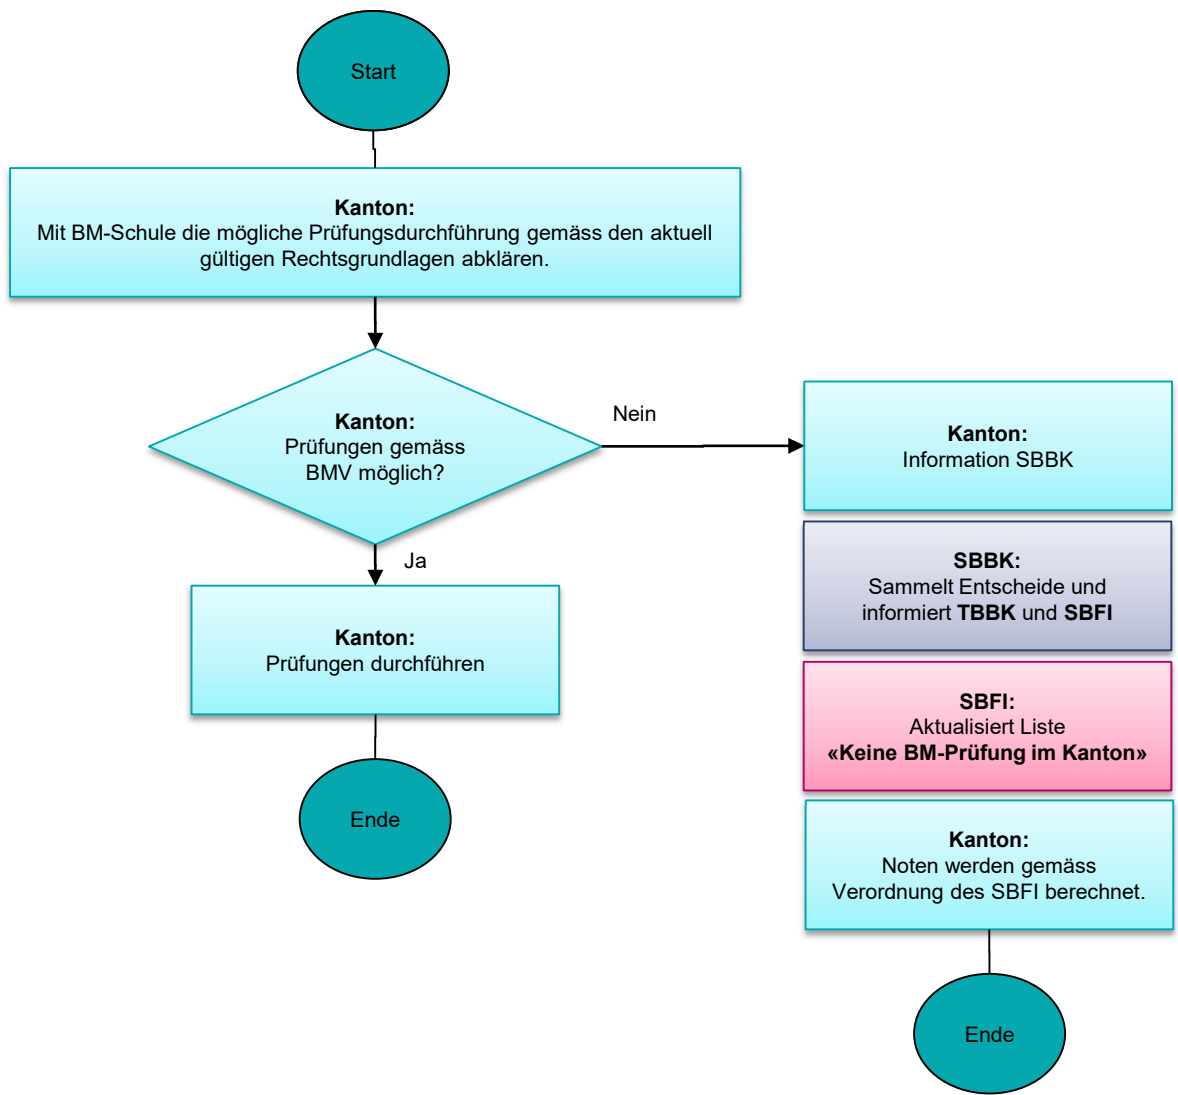 Start
Kanton:
Mit BM-Schule die mögliche Prüfungsdurchführung gemäss den aktuell
gültigen Rechtsgrundlagen abklären.
Kanton:
Prüfungen gemäss
BMV möglich?
Nein
Kanton:
Information SBBK
Ja
SBBK:
Sammelt Entscheide und
informiert TBBK und SBFI
Kanton:
Prüfungen durchführen
SBFI:
Aktualisiert Liste
«Keine BM-Prüfung im Kanton»
Ende
Kanton:
Noten werden gemäss
Verordnung des SBFI berechnet.
Ende